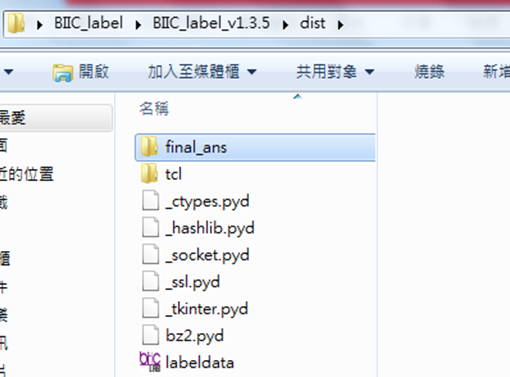 BIIC_label ▸ BIIC_label_v1.3.5 ▸ dist ▸
開啟 加入至媒體櫃 共用對象 燒錄 新增
名稱
最愛
final_ans
面
tcl
近的位置
_ctypes.pyd
載
_hashlib.pyd
_socket.pyd
櫃
_ssl.pyd
件
_tkinter.pyd
bz2.pyd
訊
BIIC LAB labeldata
片